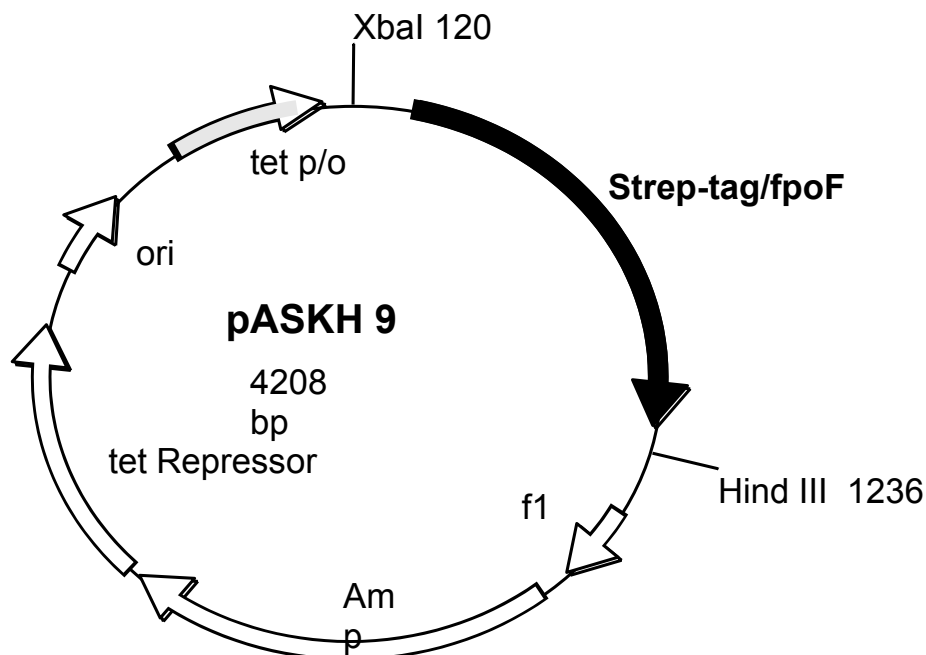 XbaI 120
tet p/o
Strep-tag/fpoF
ori
pASKH 9
4208
bp
tet Repressor
Hind III 1236
f1
Am
p